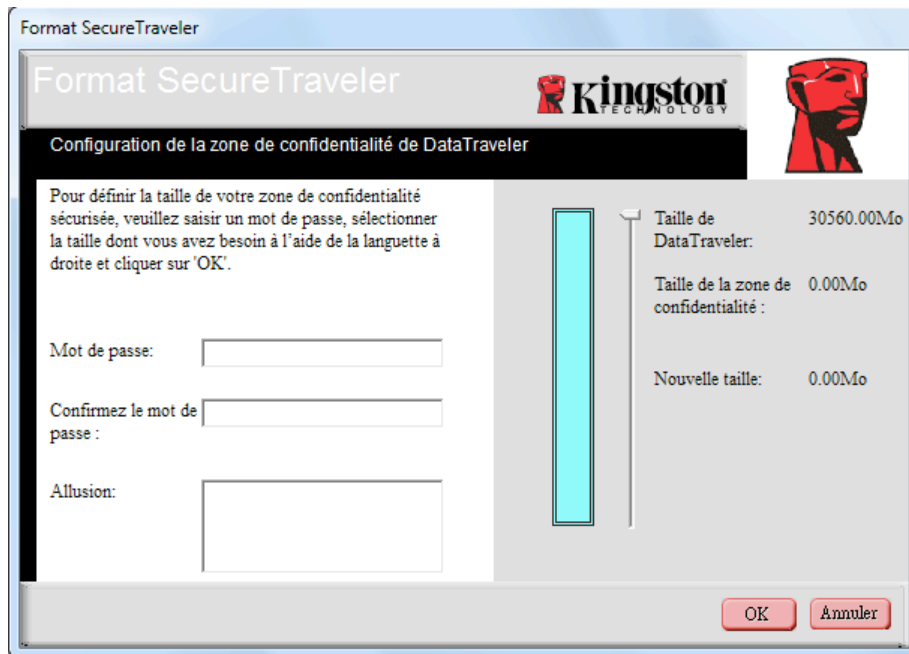 Format SecureTraveler
Format SecureTraveler
Kingston
TECHNOLOGY
Configuration de la zone de confidentialité de DataTraveler
Pour définir la taille de votre zone de confidentialité
sécurisée, veuillez saisir un mot de passe, sélectionner
la taille dont vous avez besoin à l’aide de la languette à
droite et cliquer sur 'OK'.
Mot de passe:
Confirmez le mot de
passe :
Allusion:
Taille de
DataTraveler:
30560.00Mo
Taille de la zone de
confidentialité :
0.00Mo
Nouvelle taille:
0.00Mo
OK
Annuler